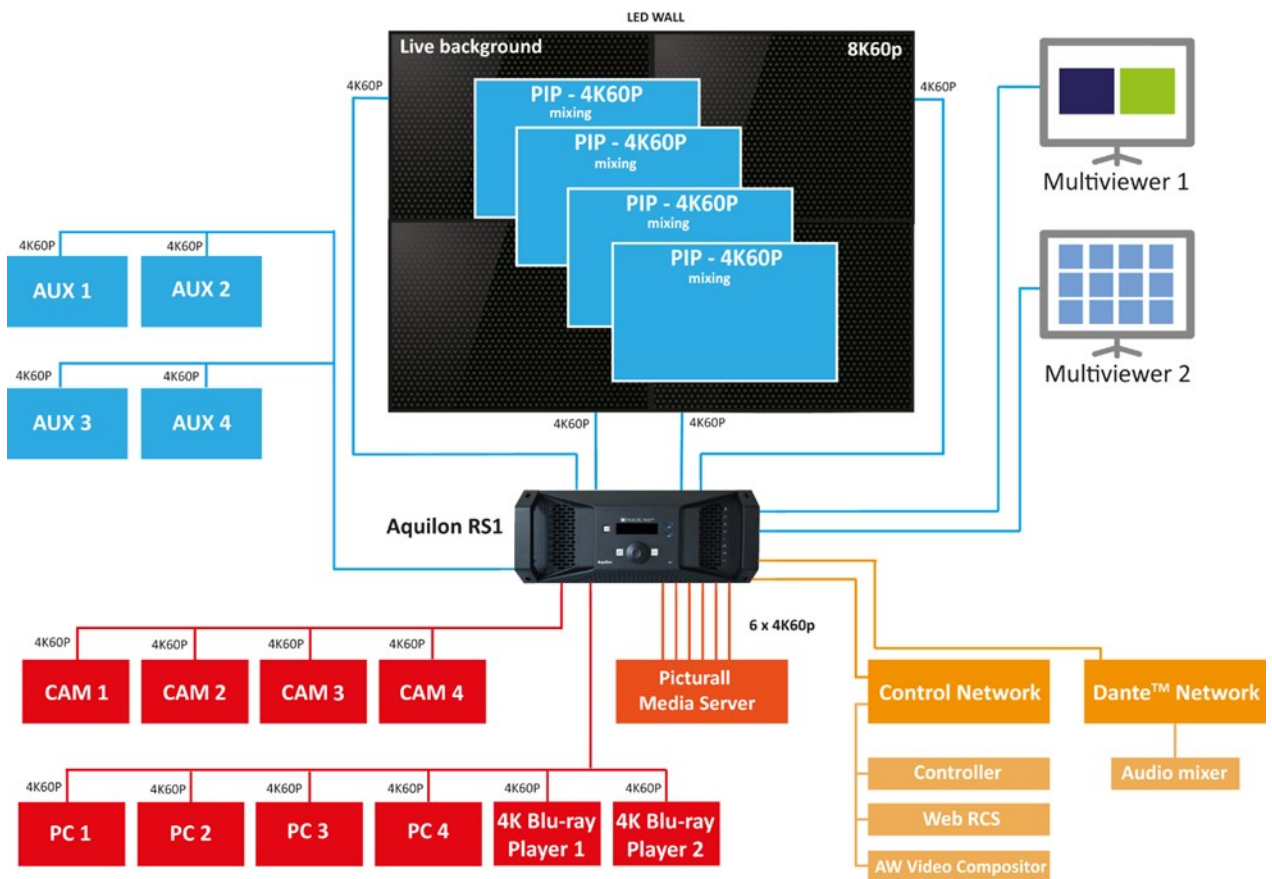 LED WALL
Live background
8K60p
4K60P
4K60P
PIP - 4K60P
mixing
PIP - 4K60P
mixing
PIP - 4K60P
mixing
PIP - 4K60P
mixing
Multiviewer 1
Multiviewer 2
4K60P
4K60P
AUX 1
AUX 2
4K60P
4K60P
AUX 3
AUX 4
4K60P
4K60P
Aquilon RS1
6 x 4K60p
4K60P
4K60P
4K60P
4K60P
CAM 1
CAM 2
CAM 3
CAM 4
Picturall
Media Server
Control Network
Dante™ Network
Controller
Audio mixer
Web RCS
AW Video Compositor
4K60P
4K60P
4K60P
4K60P
4K60P
4K60P
PC 1
PC 2
PC 3
PC 4
4K Blu-ray
Player 1
4K Blu-ray
Player 2